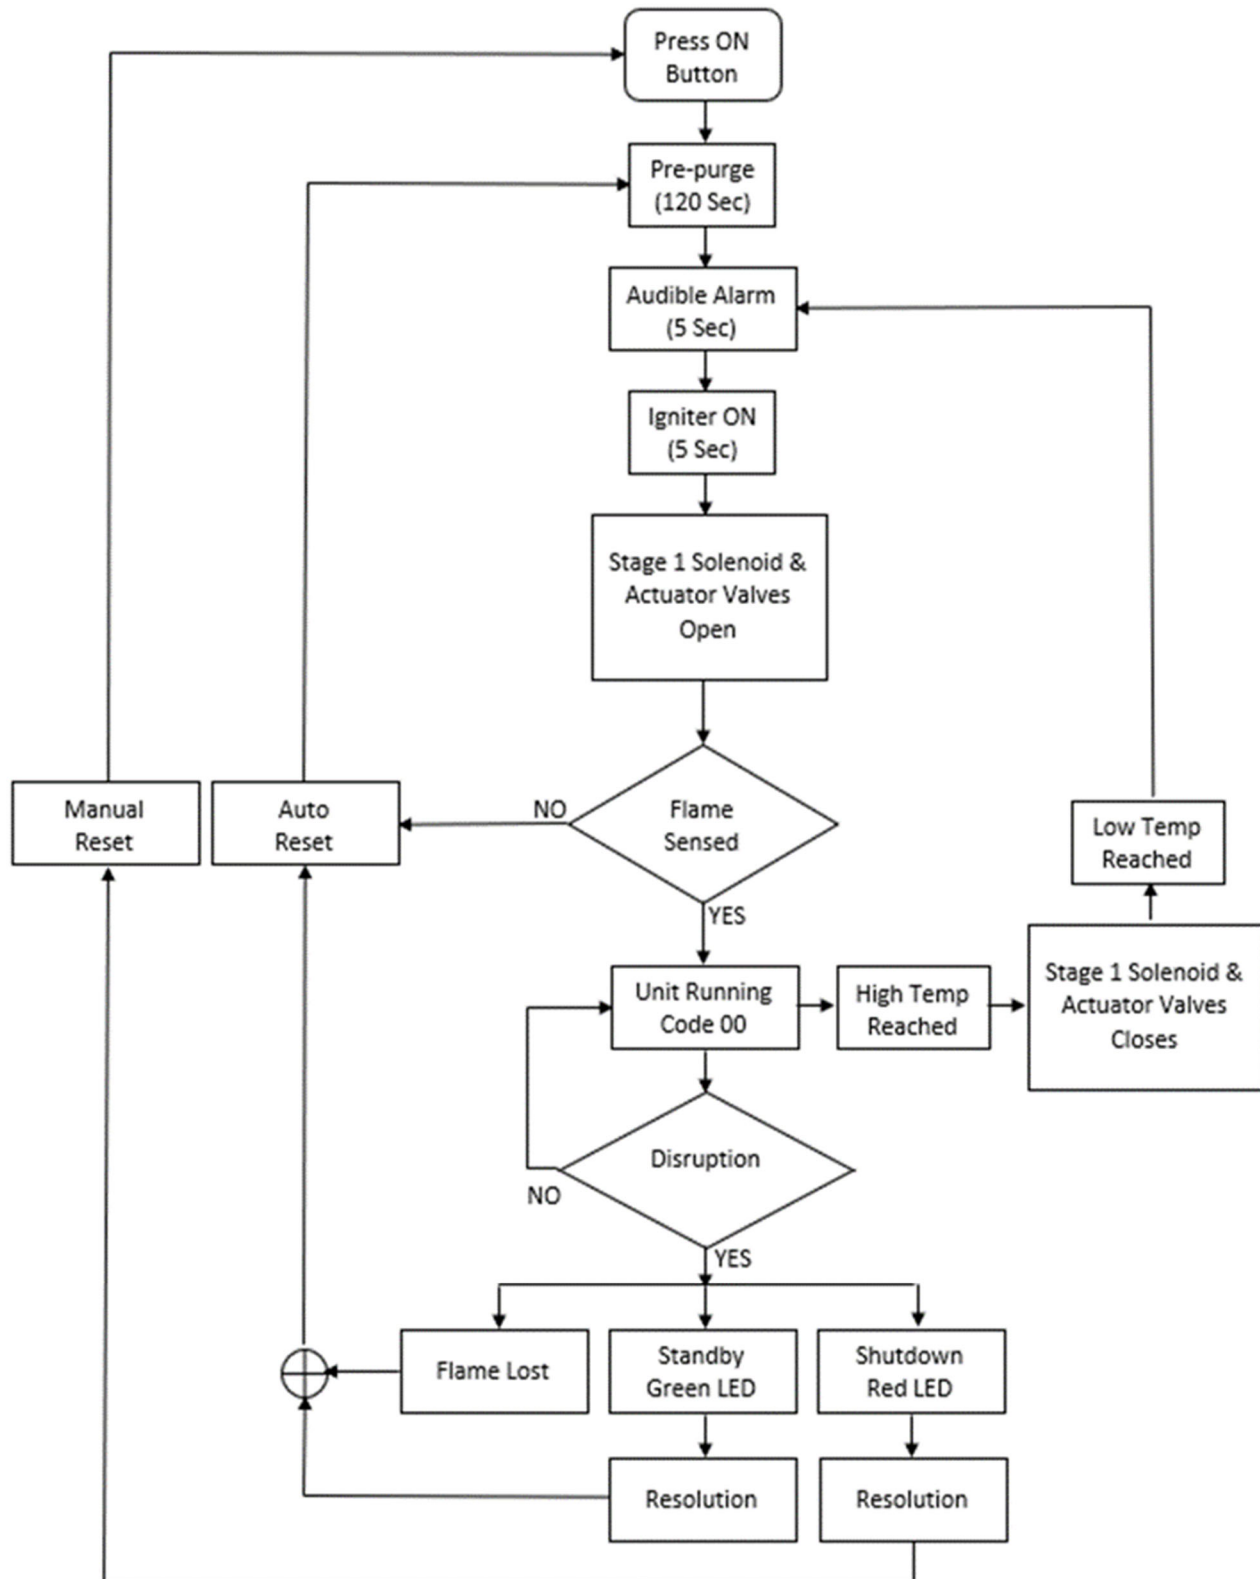 Press ON
Button
Pre-purge
(120 Sec)
Audible Alarm
(5 Sec)
Igniter ON
(5 Sec)
Stage 1 Solenoid &
Actuator Valves
Open
Manual
Reset
Auto
Reset
NO
Flame
Sensed
Low Temp
Reached
YES
Unit Running
Code 00
High Temp
Reached
Stage 1 Solenoid &
Actuator Valves
Closes
Disruption
NO
YES
Flame Lost
Standby
Green LED
Shutdown
Red LED
Resolution
Resolution